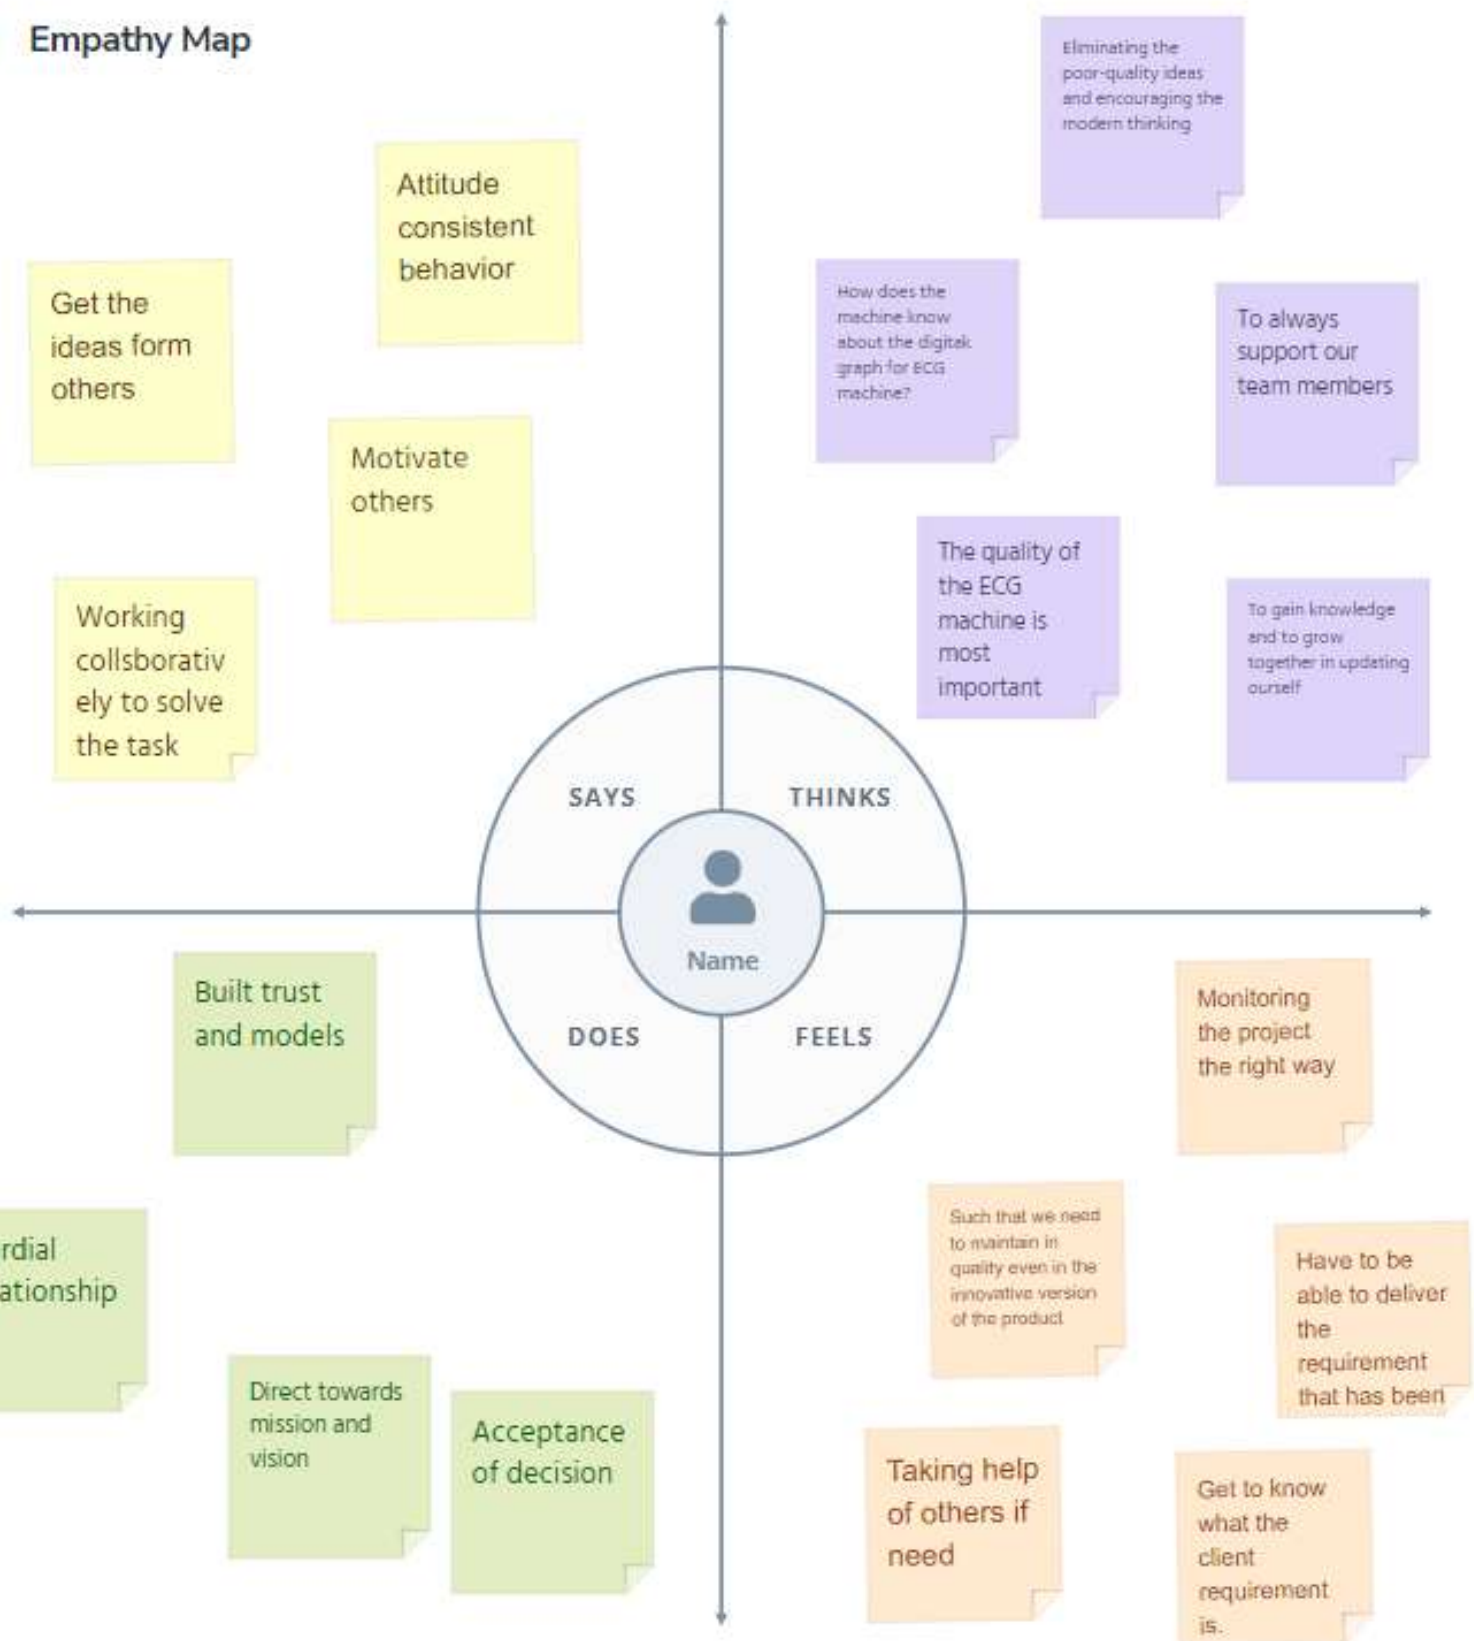 Empathy Map
Attitude
consistent
behavior
Get the
ideas form
others
Motivate
others
Working
collsborativ
ely to solve
the task
Eliminating the
poor-quality ideas
and encouraging the
modern thinking
How does the
machine know
about the digitak
graph for ECG
machine?
To always
support our
team members
The quality of
the ECG
machine is
most
important
To gain knowledge
and to grow
together in updating
ourself
SAYS
THINKS
Name
DOES
FEELS
Built trust
and models
rdial
ationship
Direct towards
mission and
vision
Acceptance
of decision
Monitoring
the project
the right way
Such that we need
to maintain in
quality even in the
innovative version
of the product
Have to be
able to deliver
the
requirement
that has been
Taking help
of others if
need
Get to know
what the
client
requirement
is.